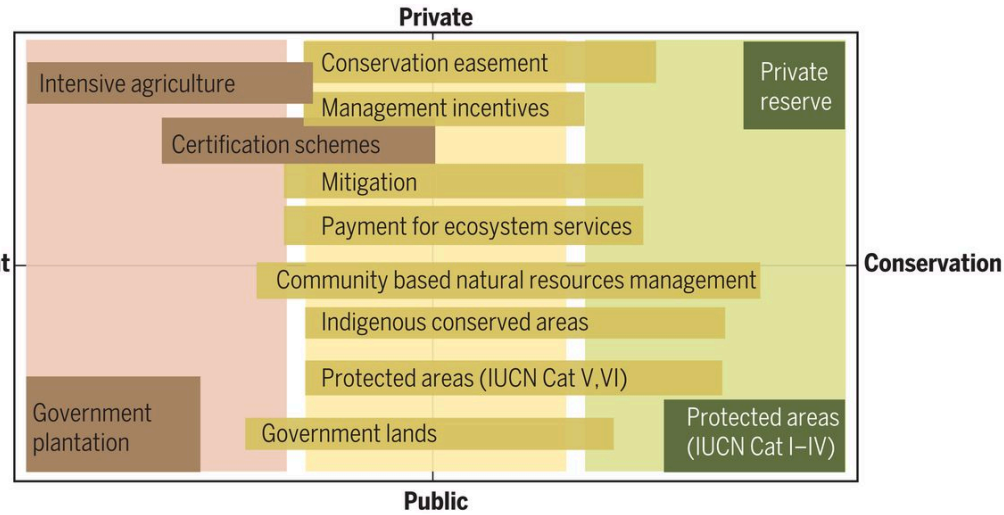 Private
Intensive agriculture
Conservation easement
Private
reserve
Management incentives
Certification schemes
Mitigation
Payment for ecosystem services
t
Conservation
Community based natural resources management
Indigenous conserved areas
Protected areas (IUCN Cat V,VI)
Government
plantation
Government lands
Protected areas
(IUCN Cat I–IV)
Public